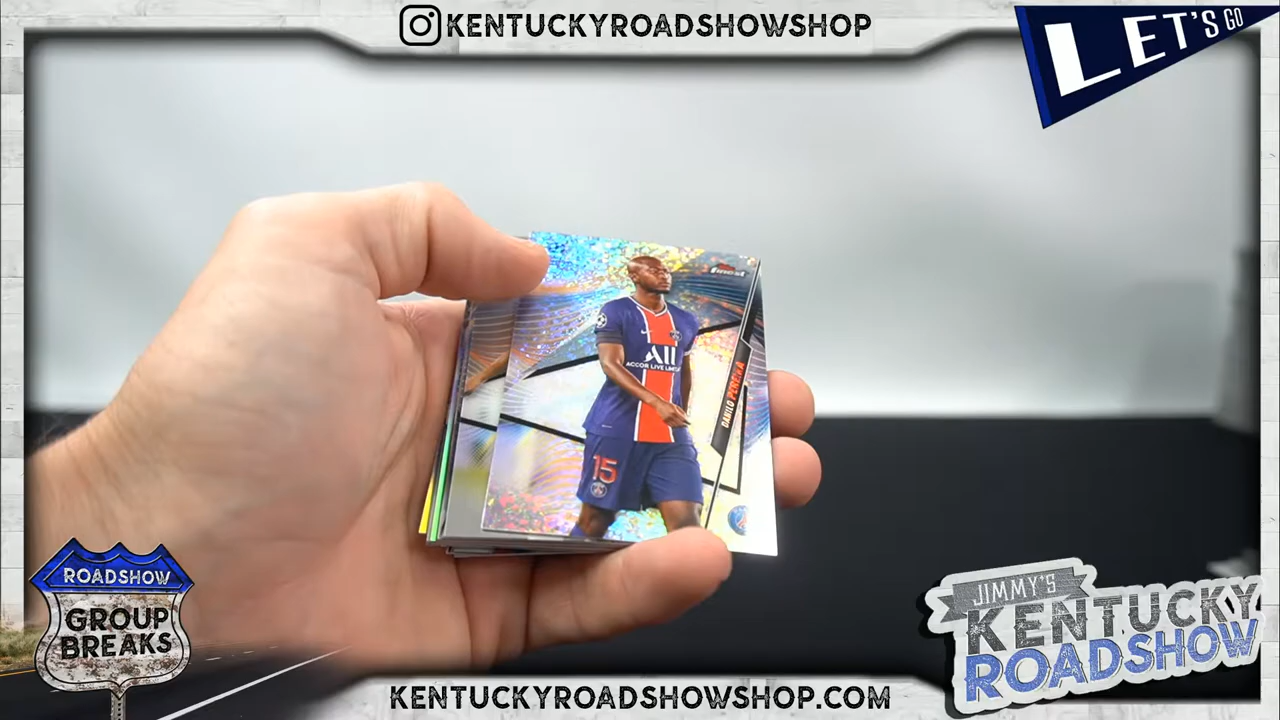 KENTUCKYROADSHOWSHOP
LET'S GO
finest
ALL
ACCOR LIVE LIMITLESS
DANILO PEREIRA
15
ROADSHOW
GROUP
BREAKS
JIMMY'S
KENTUCKY
ROADSHOW
KENTUCKYROADSHOWSHOP.COM